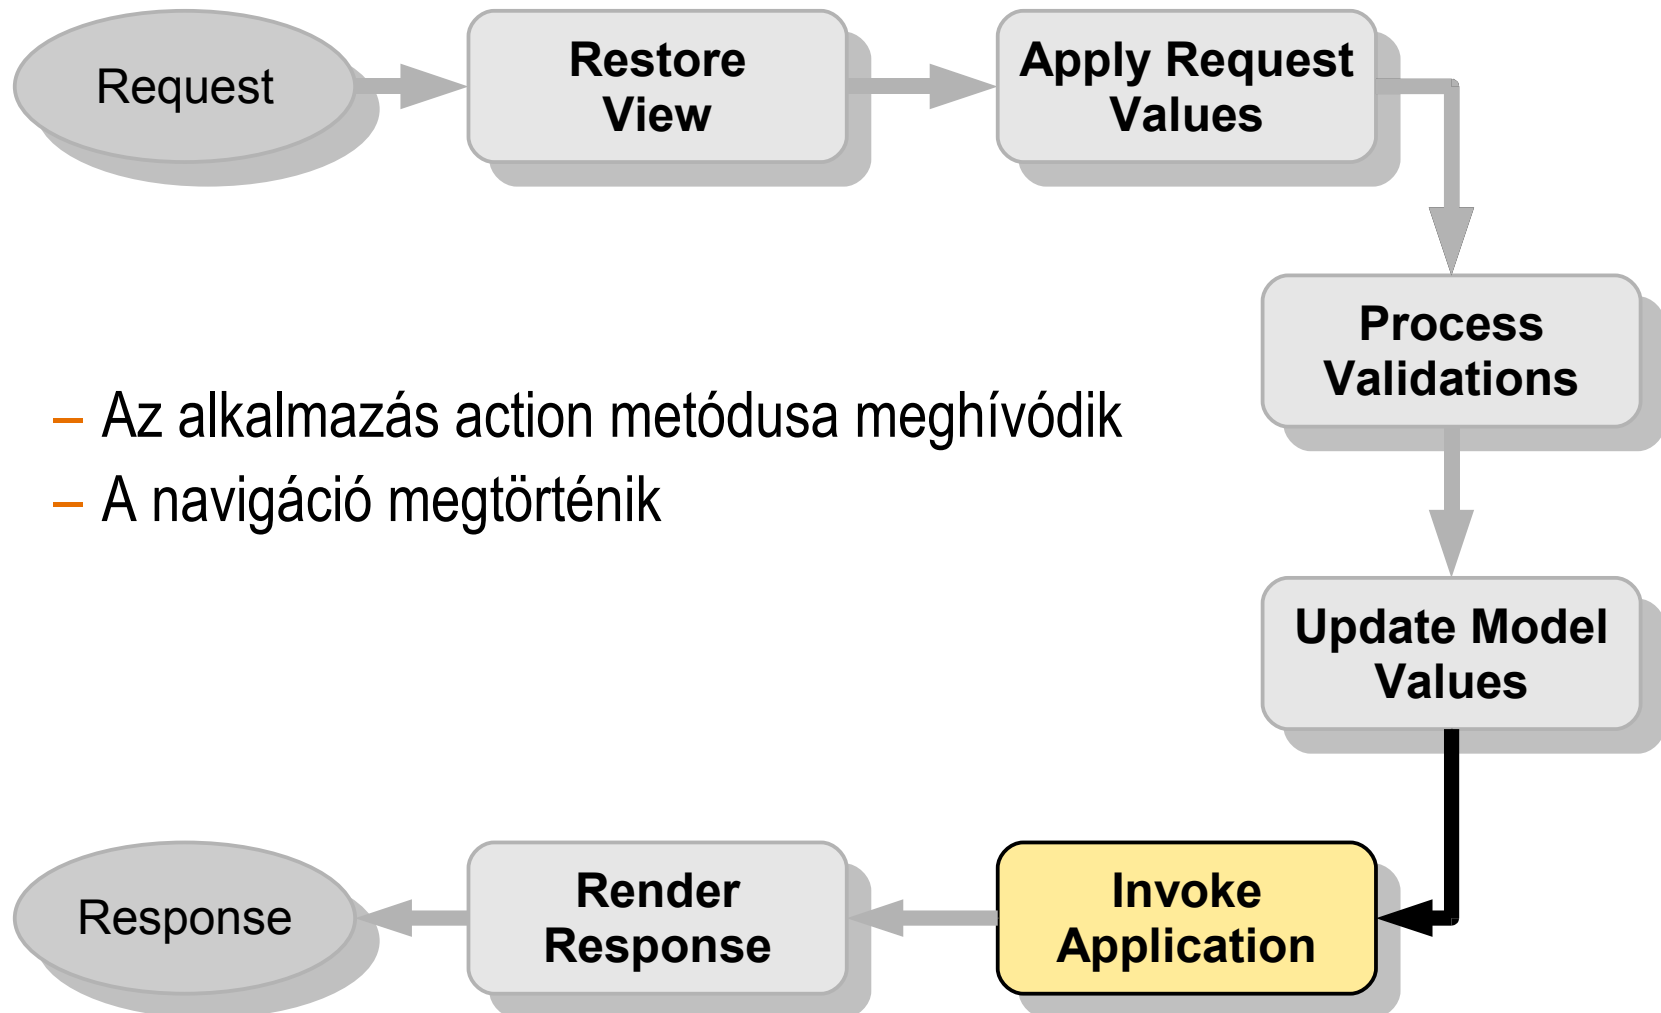 Request
Restore
View
Apply Request
Values
Process
Validations
– Az alkalmazás action metódusa meghívódik
– A navigáció megtörténik
Update Model
Values
Response
Render
Response
Invoke
Application